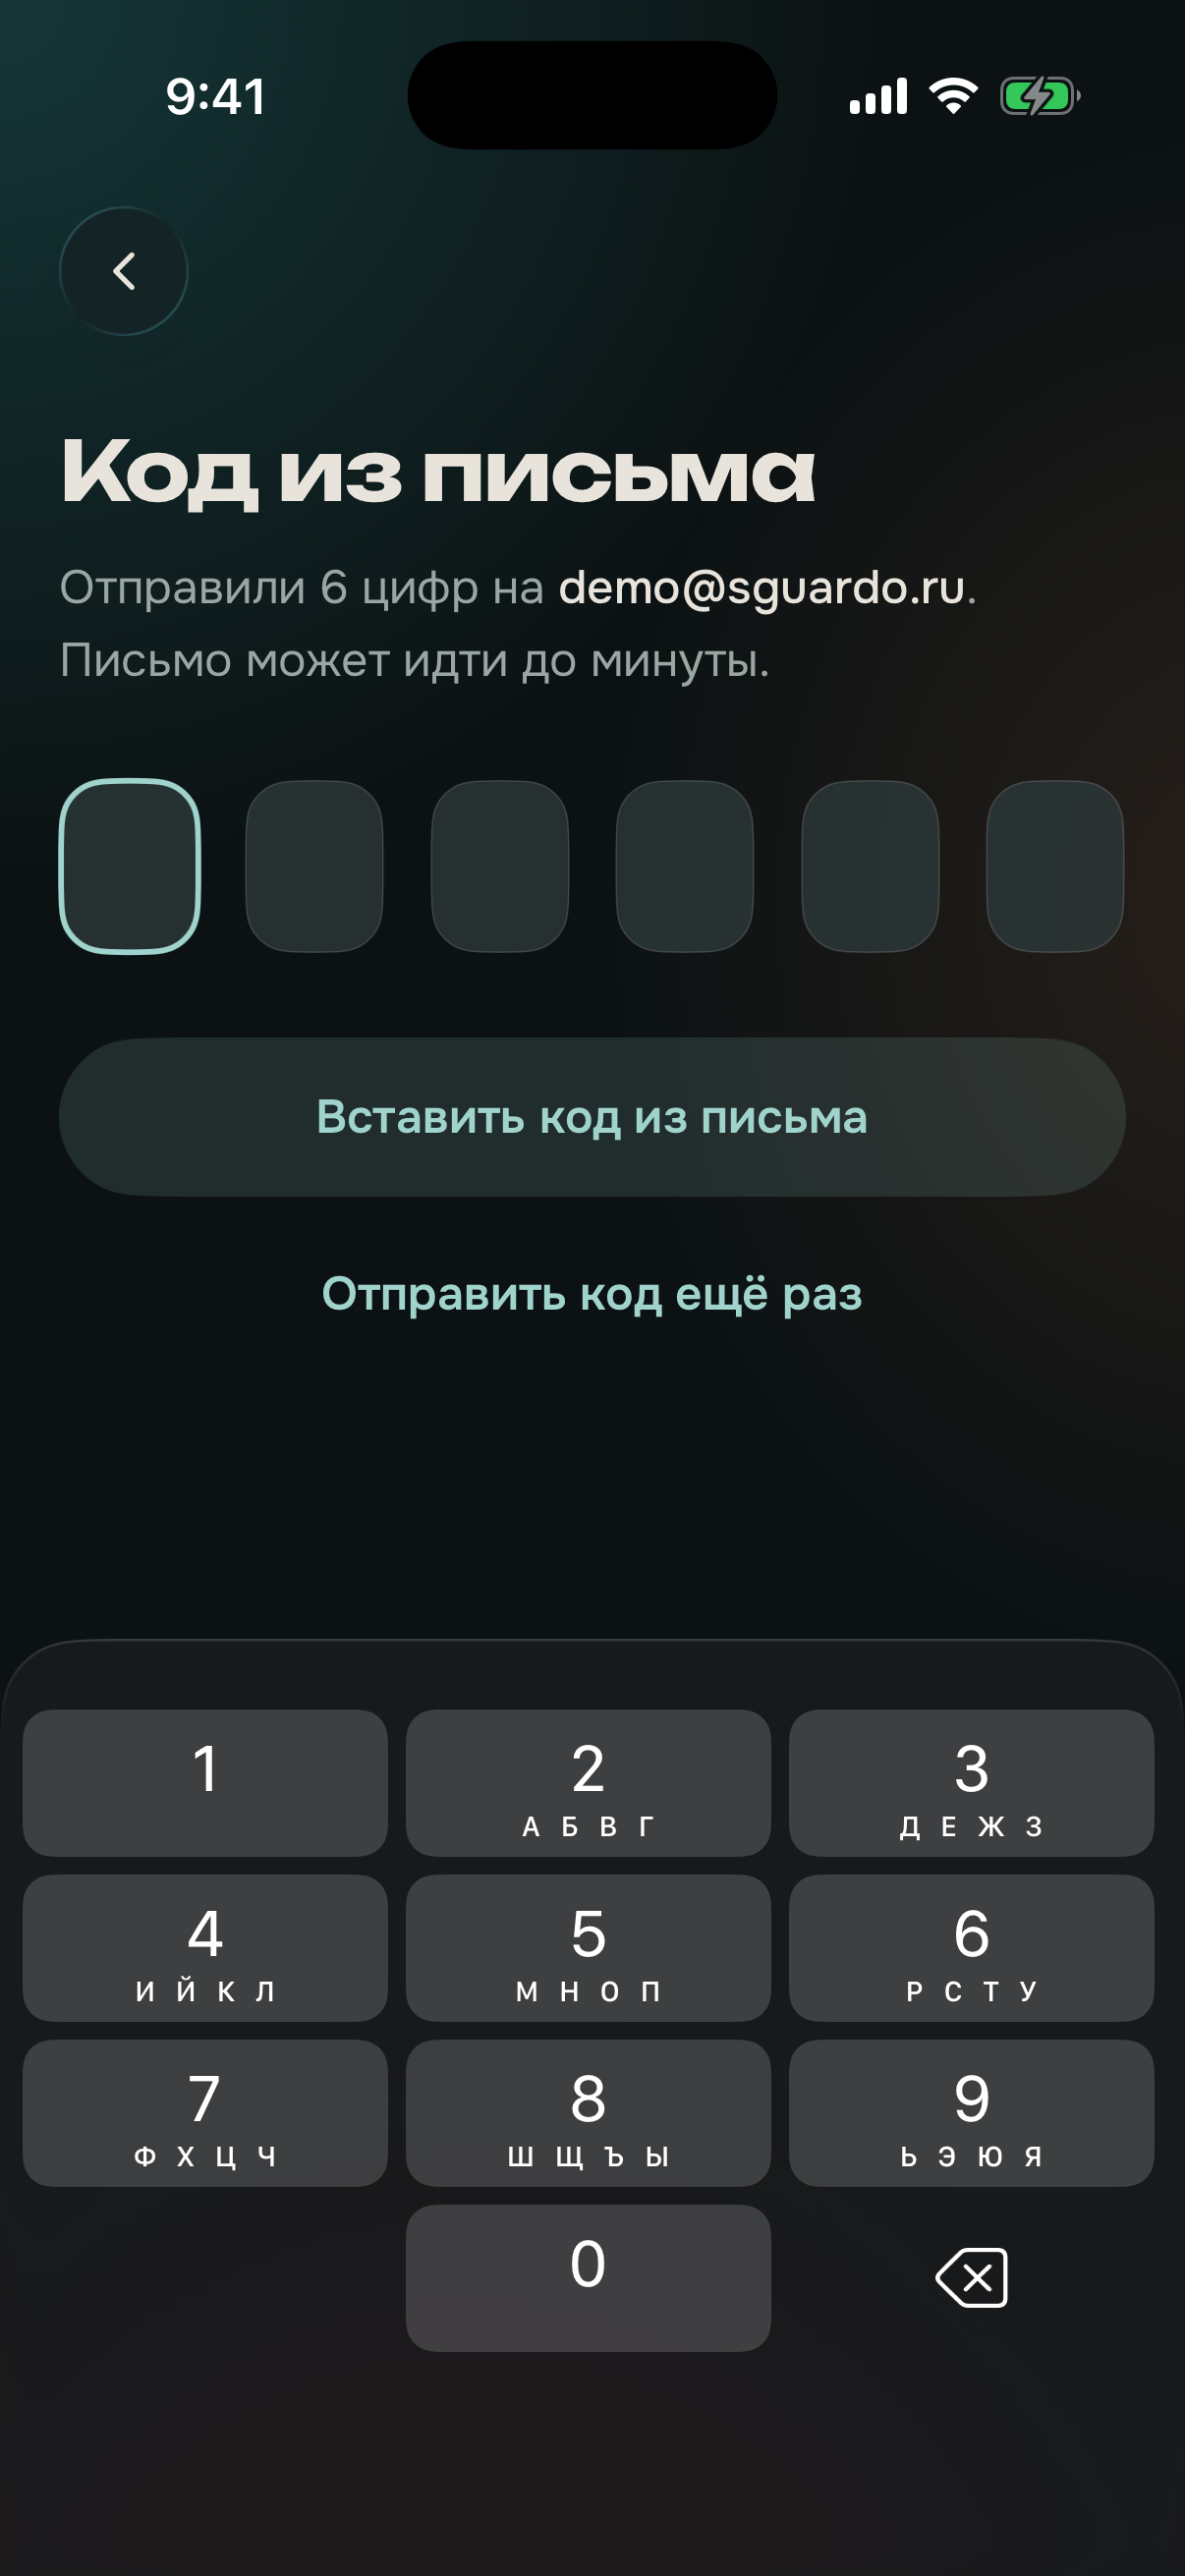 9:41
Код из письма
Отправили 6 цифр на demo@sguardo.ru.
Письмо может идти до минуты.
Вставить код из письма
Отправить код ещё раз
1
2
А Б В Г
3
Д Е Ж З
4
И Й К Л
5
М Н О П
6
Р С Т У
7
Ф Х Ц Ч
8
Ш Щ Ъ Ы
9
Ь Э Ю Я
0